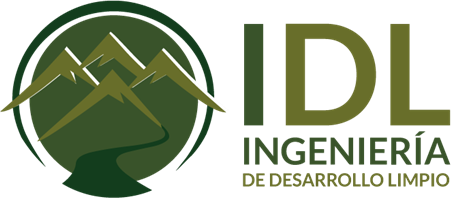 IDL
INGENIERÍA
DE DESARROLLO LIMPIO